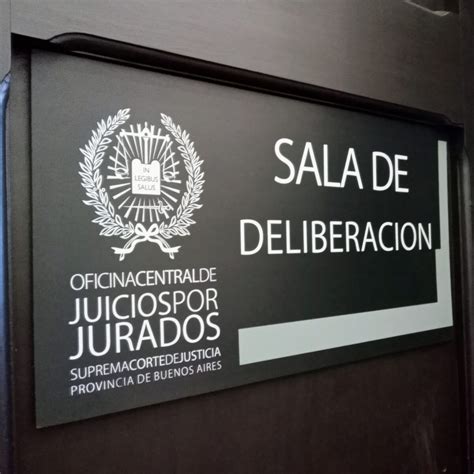 IN
LEGIBUS
SALUS
OFICINACENTRALDE
JUICIOSPOR
JURADOS
SUPREMACORTEDEJUSTICIA
PROVINCIA DE BUENOS AIRES
SALA DE
DELIBERACION